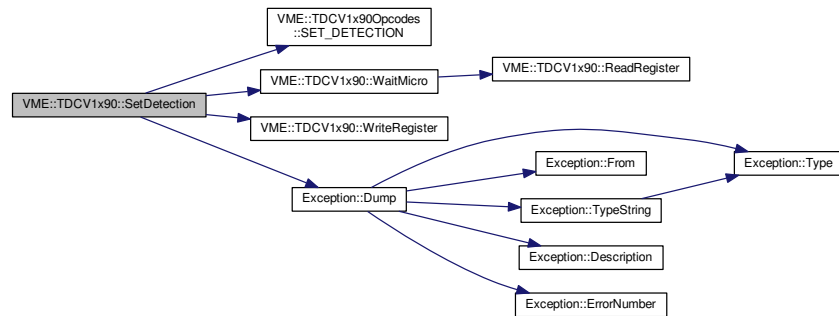 VME::TDCV1x90Opcodes
::SET_DETECTION
VME::TDCV1x90::WaitMicro
VME::TDCV1x90::ReadRegister
VME::TDCV1x90::SetDetection
VME::TDCV1x90::WriteRegister
Exception::From
Exception::Type
Exception::Dump
Exception::TypeString
Exception::Description
Exception::ErrorNumber